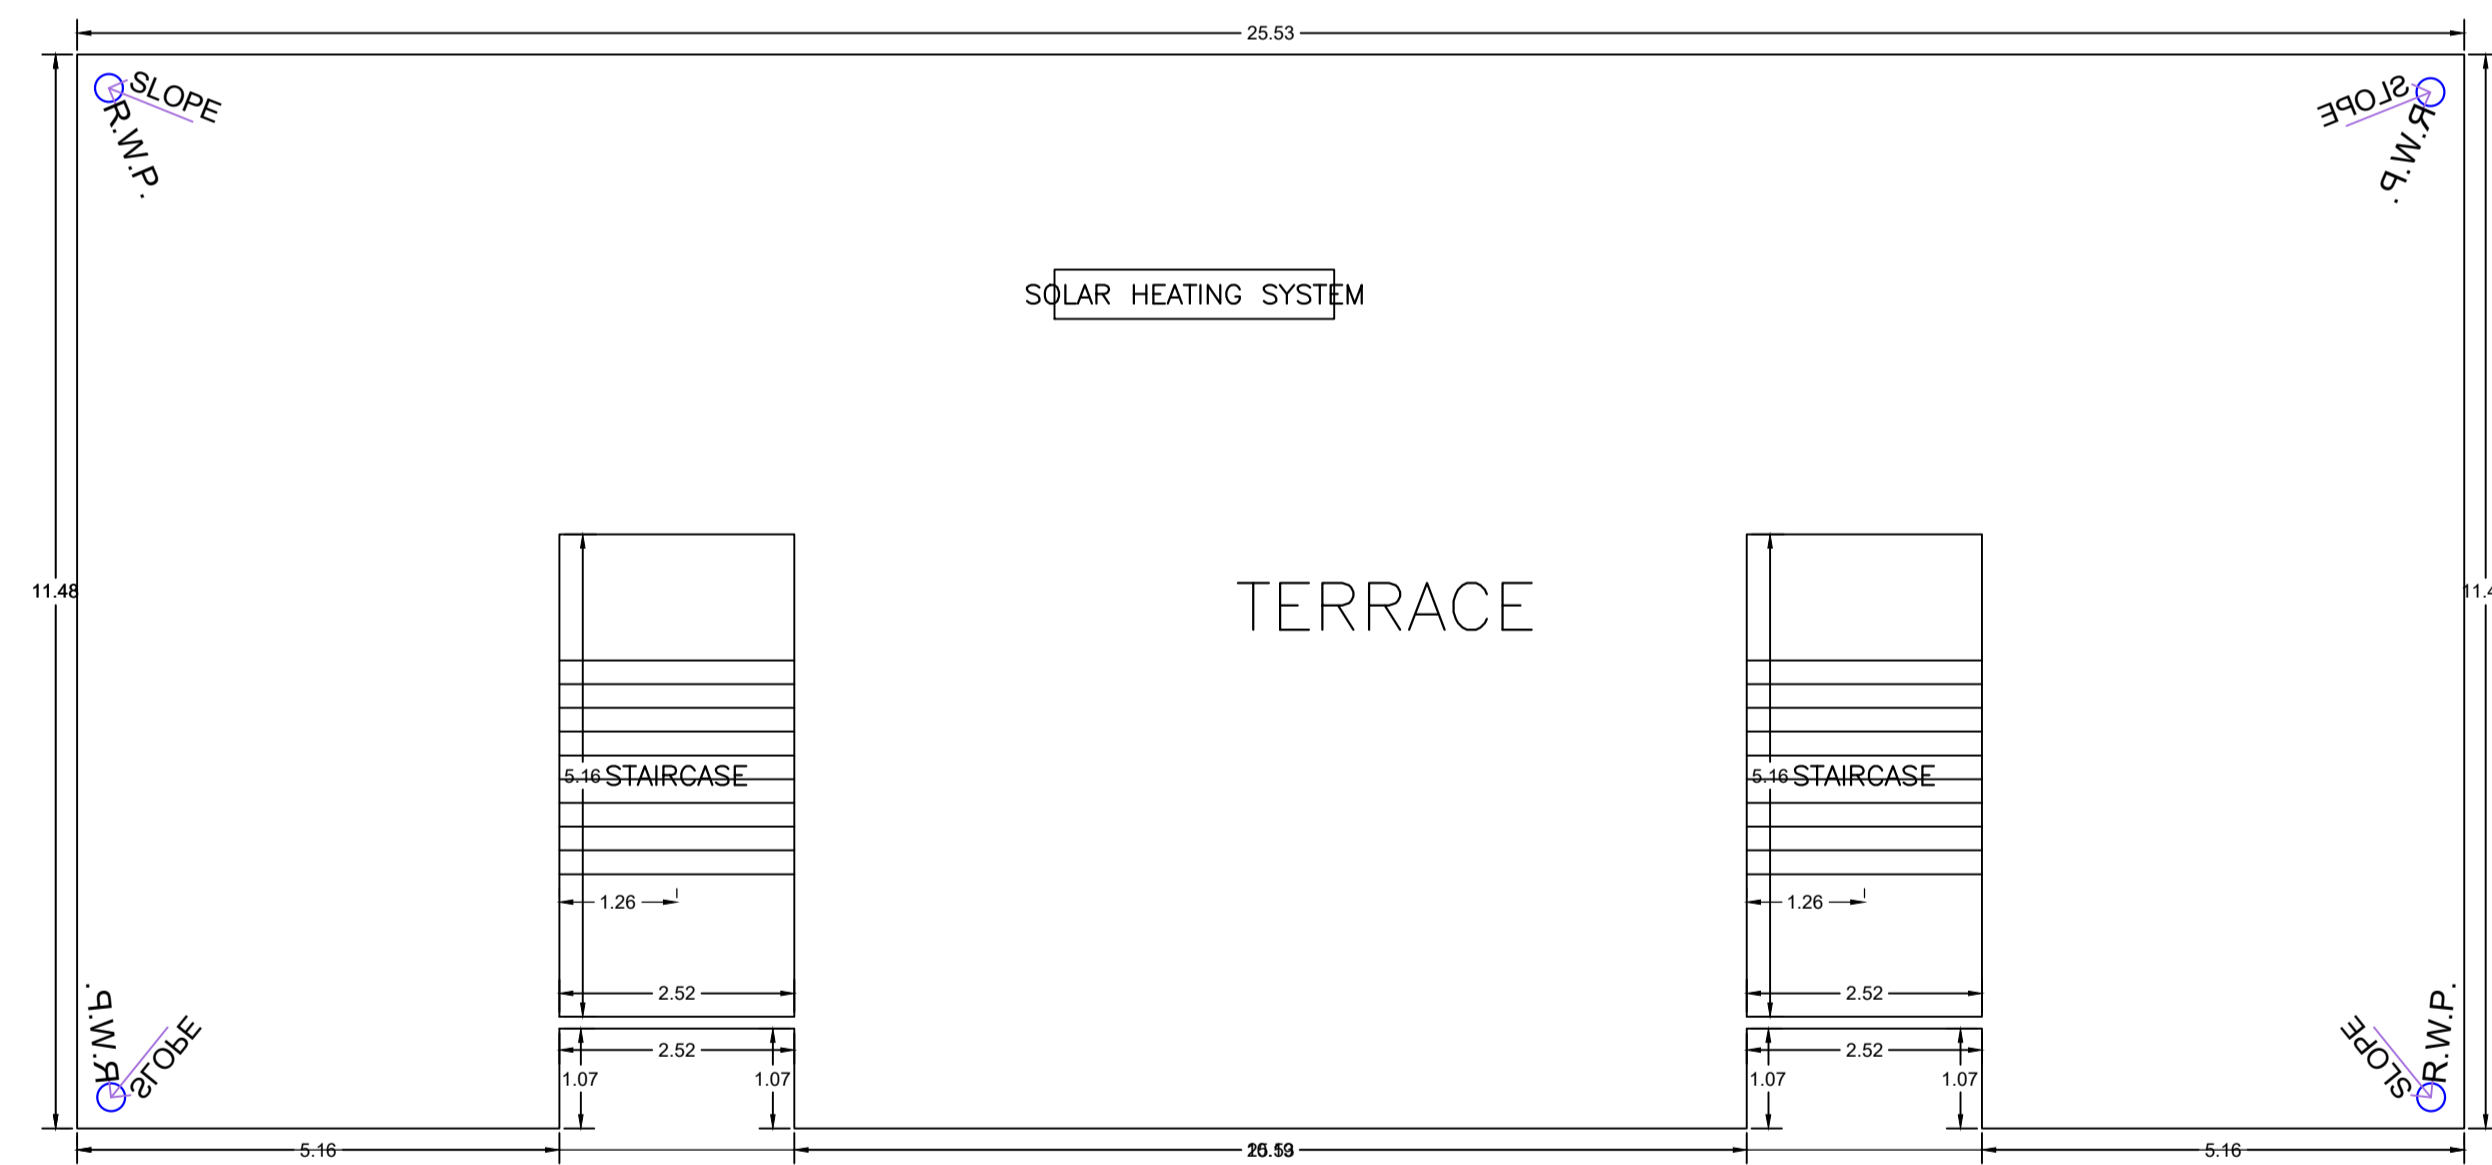 25.53
SLOPE
SLOPE
R.W.P.
R.W.P.
SOLAR HEATING SYSTEM
11.48
TERRACE
5.16 STAIRCASE
5.16 STAIRCASE
1.26
1.26
2.52
2.52
R.W.P.
R.W.P.
SLOPE
SLOPE
2.52
2.52
1.07
1.07
1.07
1.07
5.16
5.16